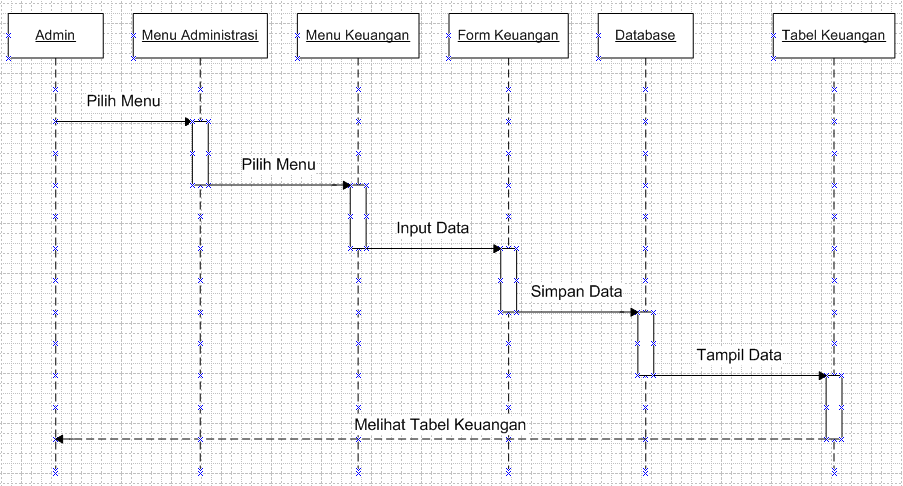 Admin
Menu Administrasi
Menu Keuangan
Form Keuangan
Database
Tabel Keuangan
Pilih Menu
Pilih Menu
Input Data
Simpan Data
Tampil Data
Melihat Tabel Keuangan